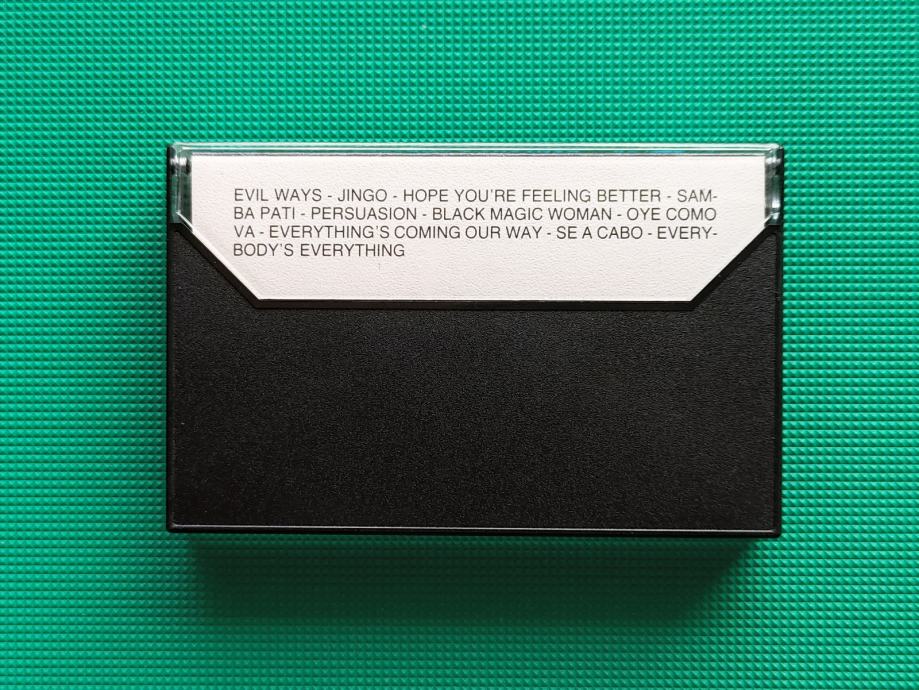 EVIL WAYS - JINGO - HOPE YOU'RE FEELING BETTER - SAM-
BA PATI - PERSUASION - BLACK MAGIC WOMAN - OYE COMO
VA - EVERYTHING'S COMING OUR WAY - SE A CABO - EVERY-
BODY'S EVERYTHING